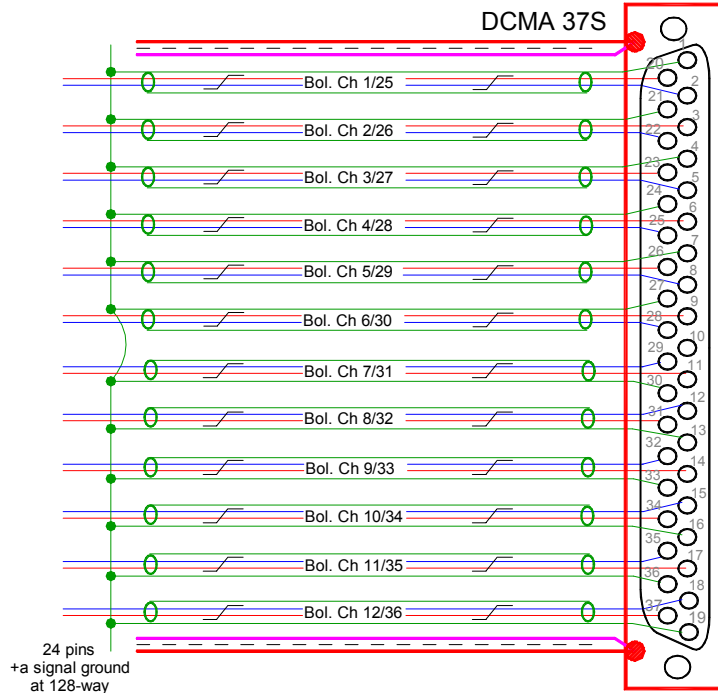 DCMA 37S
1
20
Bol. Ch 1/25
2
21
3
Bol. Ch 2/26
22
4
23
Bol. Ch 3/27
5
24
6
Bol. Ch 4/28
25
7
26
Bol. Ch 5/29
8
27
9
Bol. Ch 6/30
28
10
29
Bol. Ch 7/31
11
30
12
Bol. Ch 8/32
31
13
32
Bol. Ch 9/33
14
33
15
Bol. Ch 10/34
34
16
35
Bol. Ch 11/35
17
36
18
Bol. Ch 12/36
37
19
24 pins
+a signal ground
at 128-way